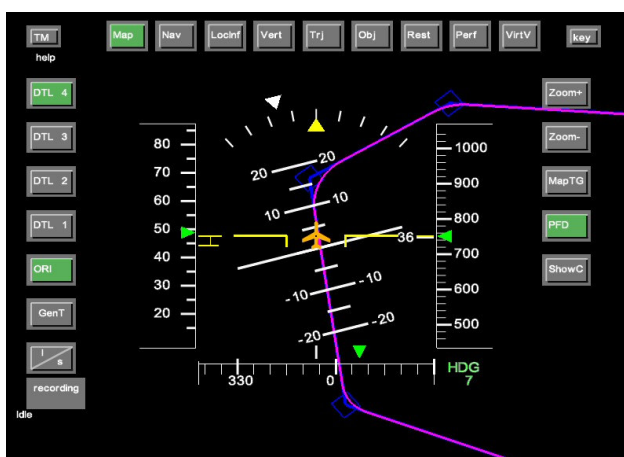 TM
help
Map Nav LocInf Vert Trj Obj Rest Perf VirtV key
DTL 4
DTL 3
DTL 2
DTL 1
ORI
GenT
I
s
recording
Idle
80
70
60
50
40
30
20
20 20
10 10
-10 -10
-20 -20
36
330 0
1000
900
800
700
600
500
HDG
7
Zoom+
Zoom-
MapTG
PFD
ShowC